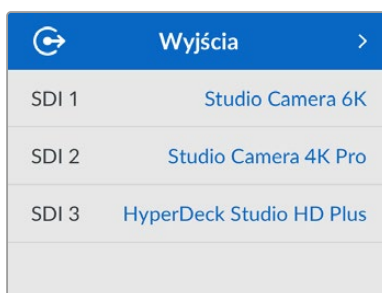 Wyjścia
SDI 1 Studio Camera 6K
SDI 2 Studio Camera 4K Pro
SDI 3 HyperDeck Studio HD Plus